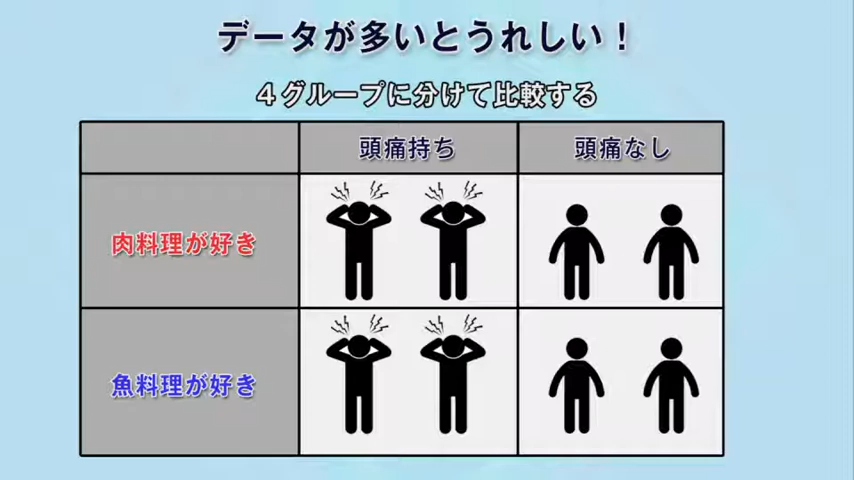 データが多いとうれしい！
４グループに分けて比較する
頭痛持ち
頭痛なし
肉料理が好き
魚料理が好き